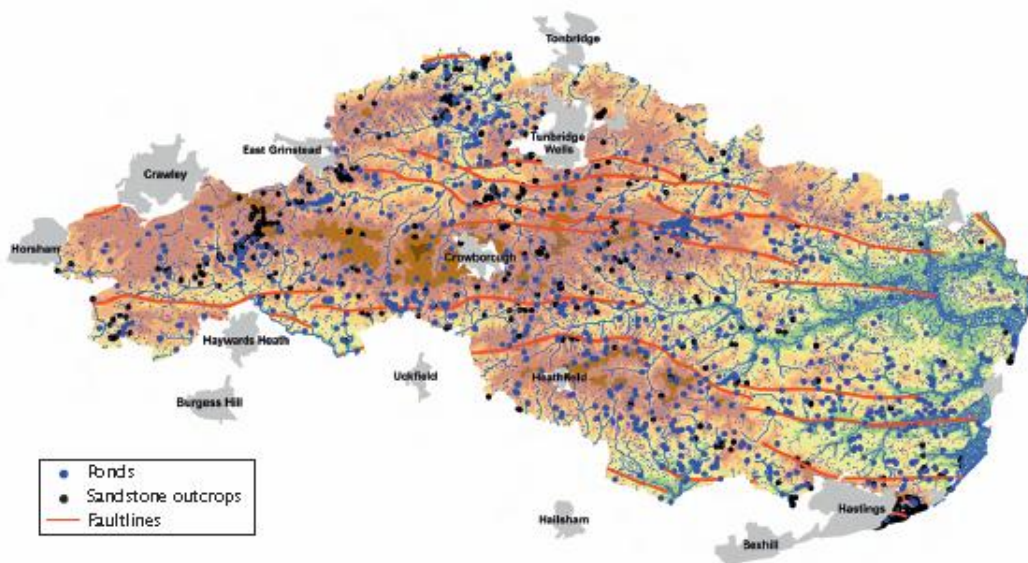 Tonbridge
Tunbridge
Wells
East Grinstead
Crawley
Horsham
Crowborough
Haywards Heath
Uckfield
Heathfield
Burgess Hill
Ponds
Sandstone outcrops
Faultlines
Hailsham
Hastings
Bexhill